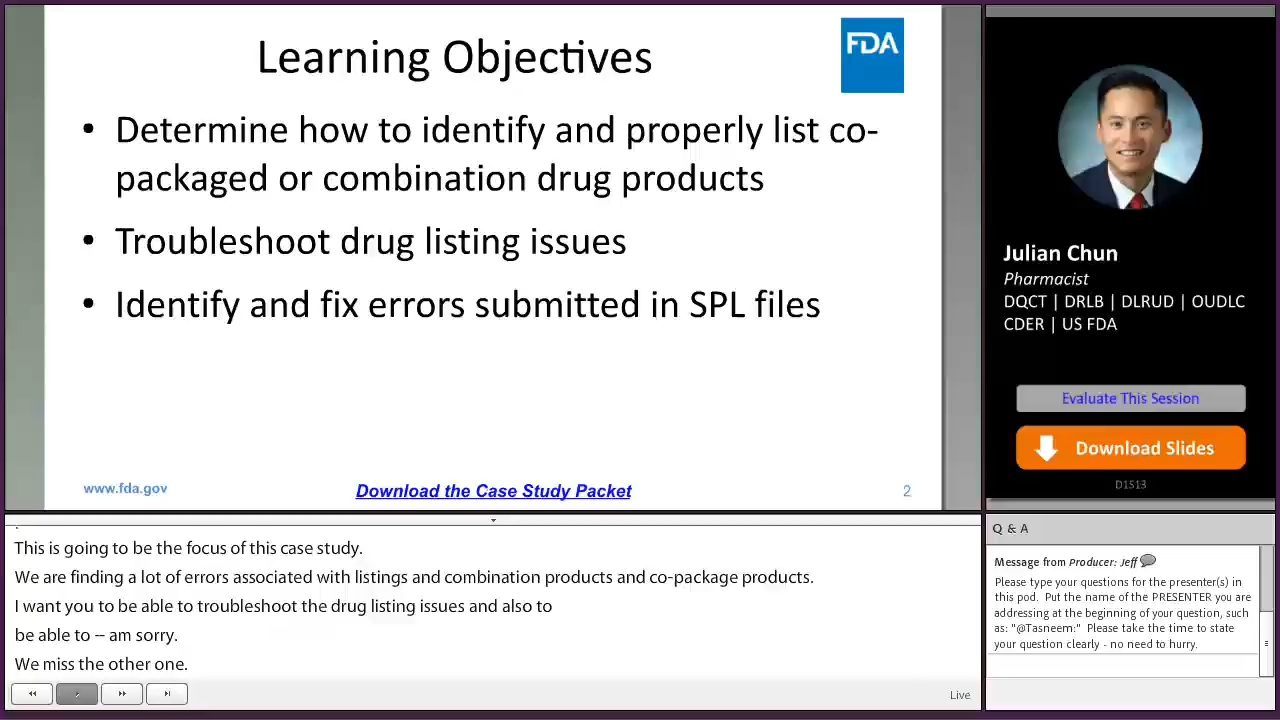 Learning Objectives
FDA
• Determine how to identify and properly list co-
packaged or combination drug products
• Troubleshoot drug listing issues
• Identify and fix errors submitted in SPL files
www.fda.gov
Download the Case Study Packet
2
Julian Chun
Pharmacist
DQCT | DRLB | DLRUD | OUDLC
CDER | US FDA
Evaluate This Session
Download Slides
D1513
This is going to be the focus of this case study.
We are finding a lot of errors associated with listings and combination products and co-package products.
I want you to be able to troubleshoot the drug listing issues and also to
be able to -- am sorry.
We miss the other one.
Live
Q & A
Message from Producer: Jeff
Please type your questions for the presenter(s) in
this pod. Put the name of the PRESENTER you are
addressing at the beginning of your question, such
as: "@Tasneem:" Please take the time to state
your question clearly - no need to hurry.